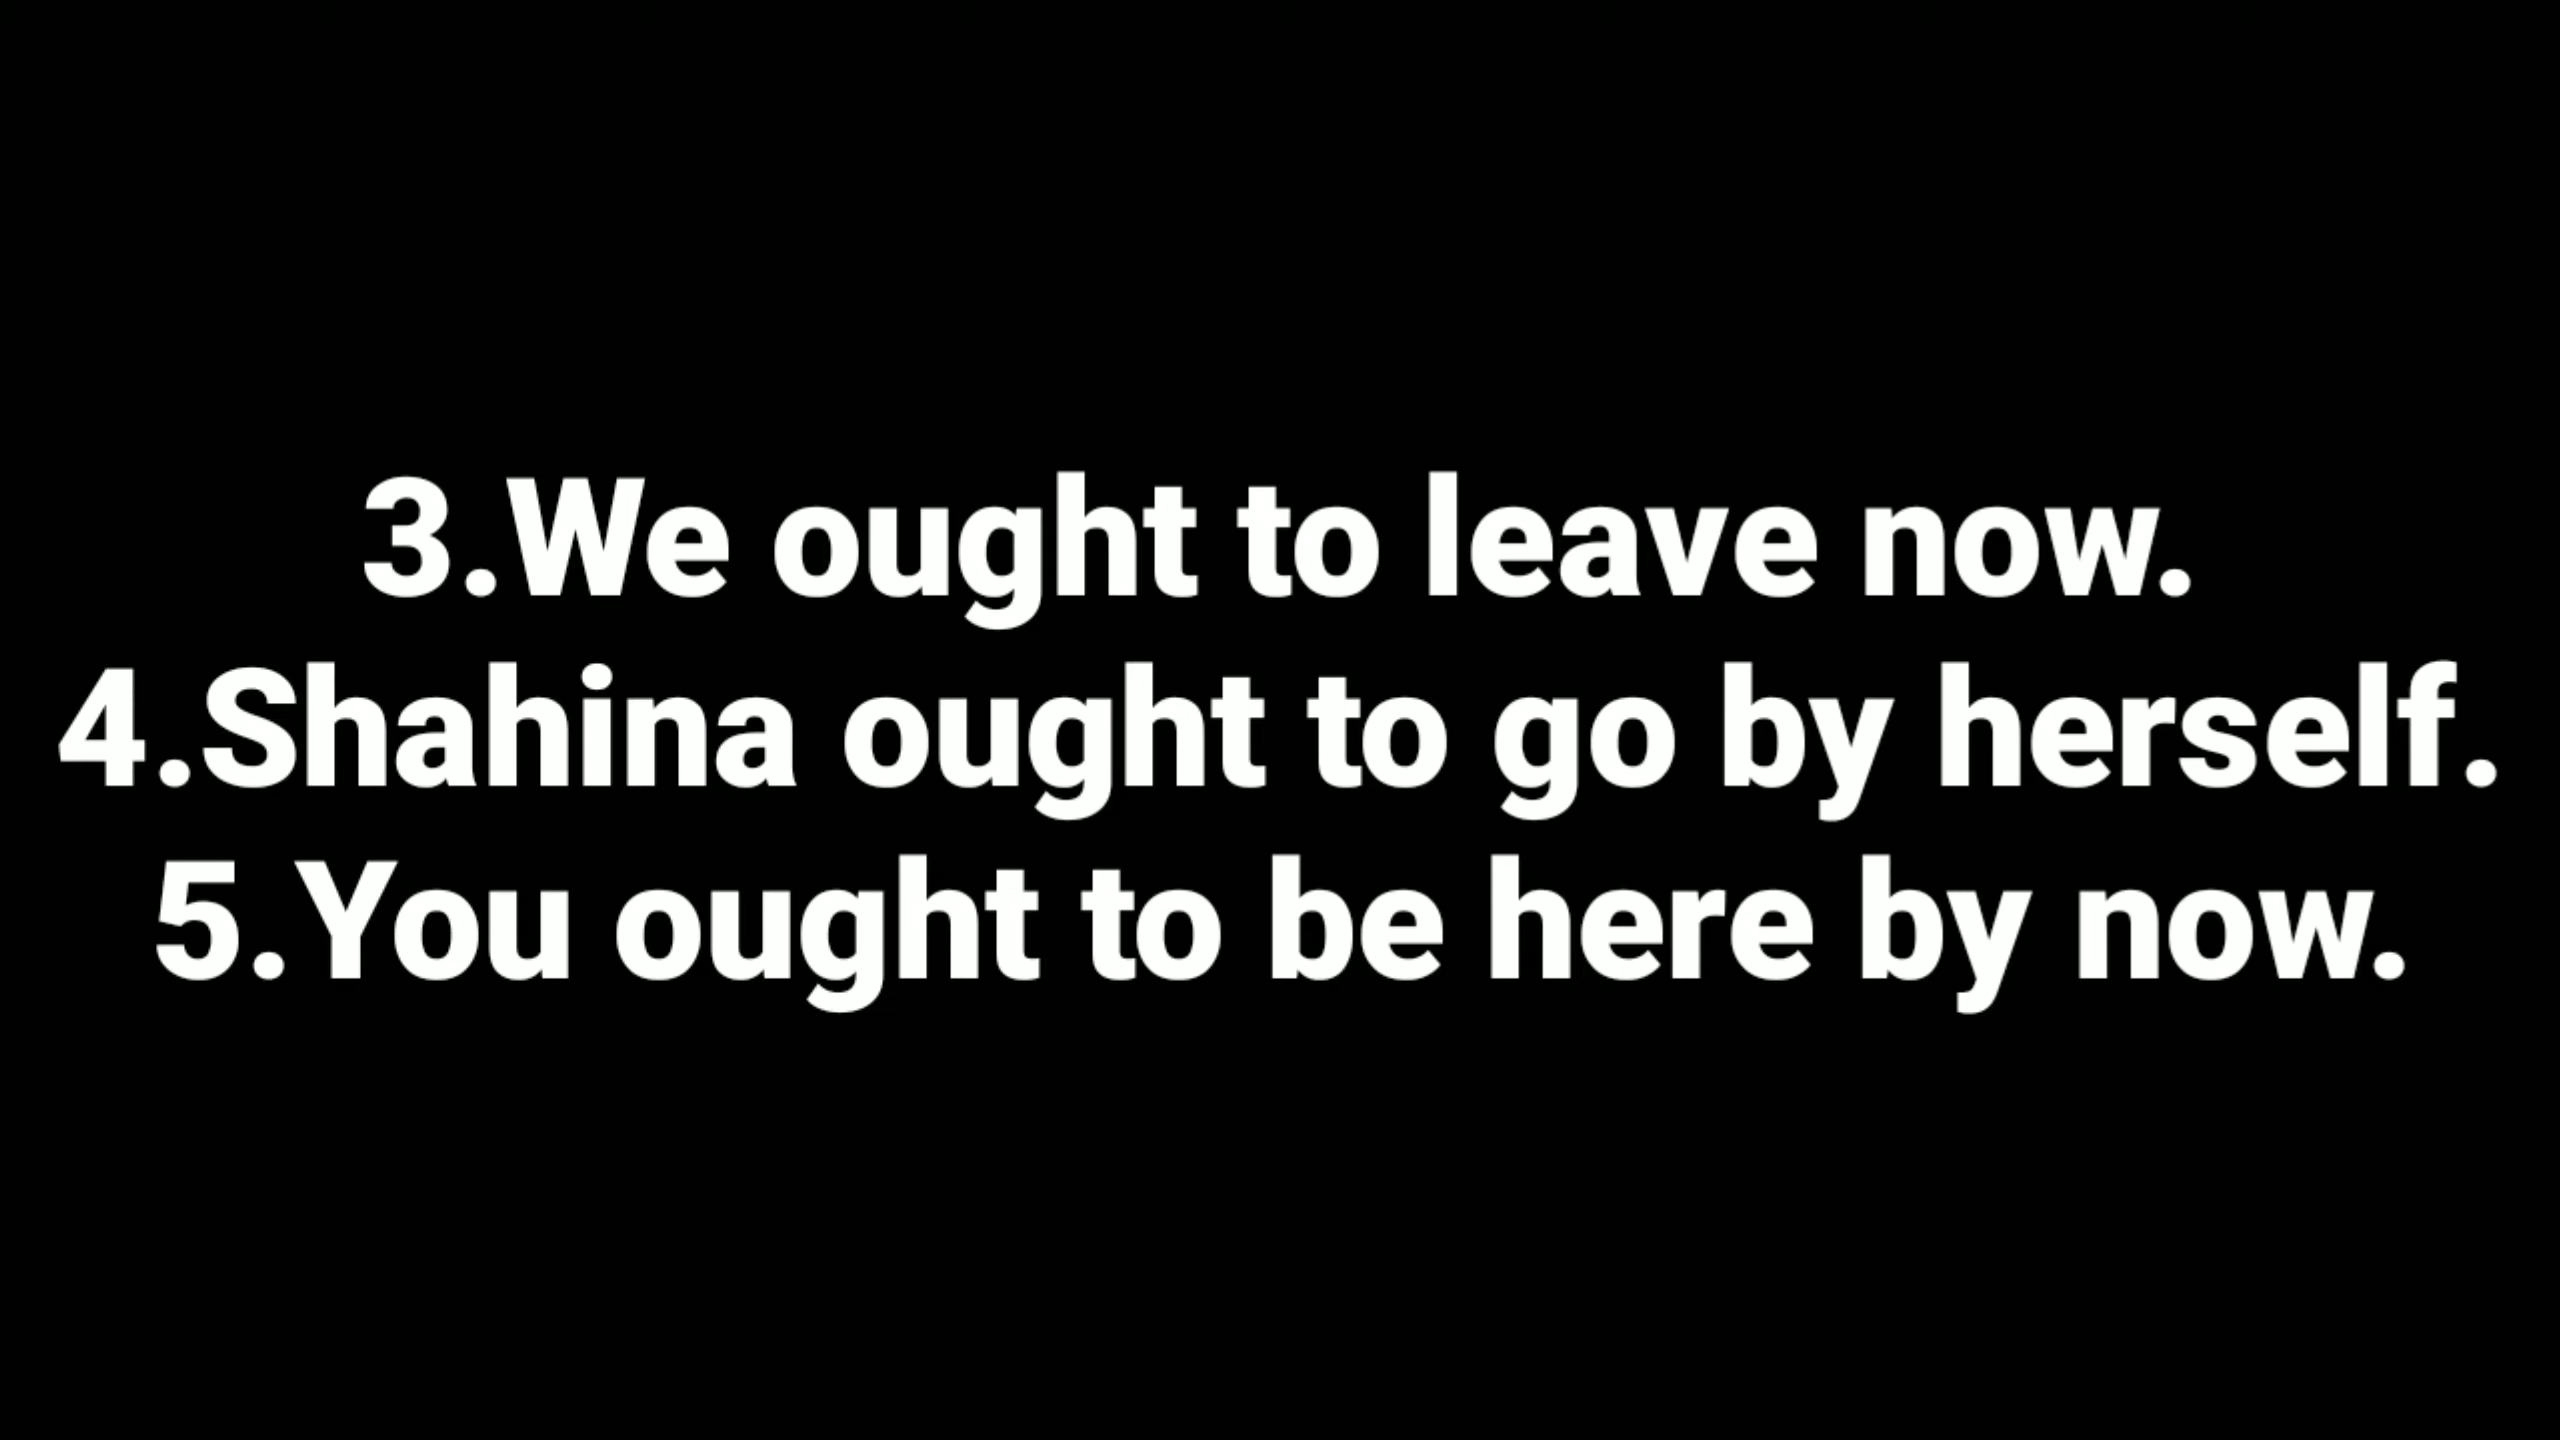 3.We ought to leave now.
4.Shahina ought to go by herself.
5.You ought to be here by now.